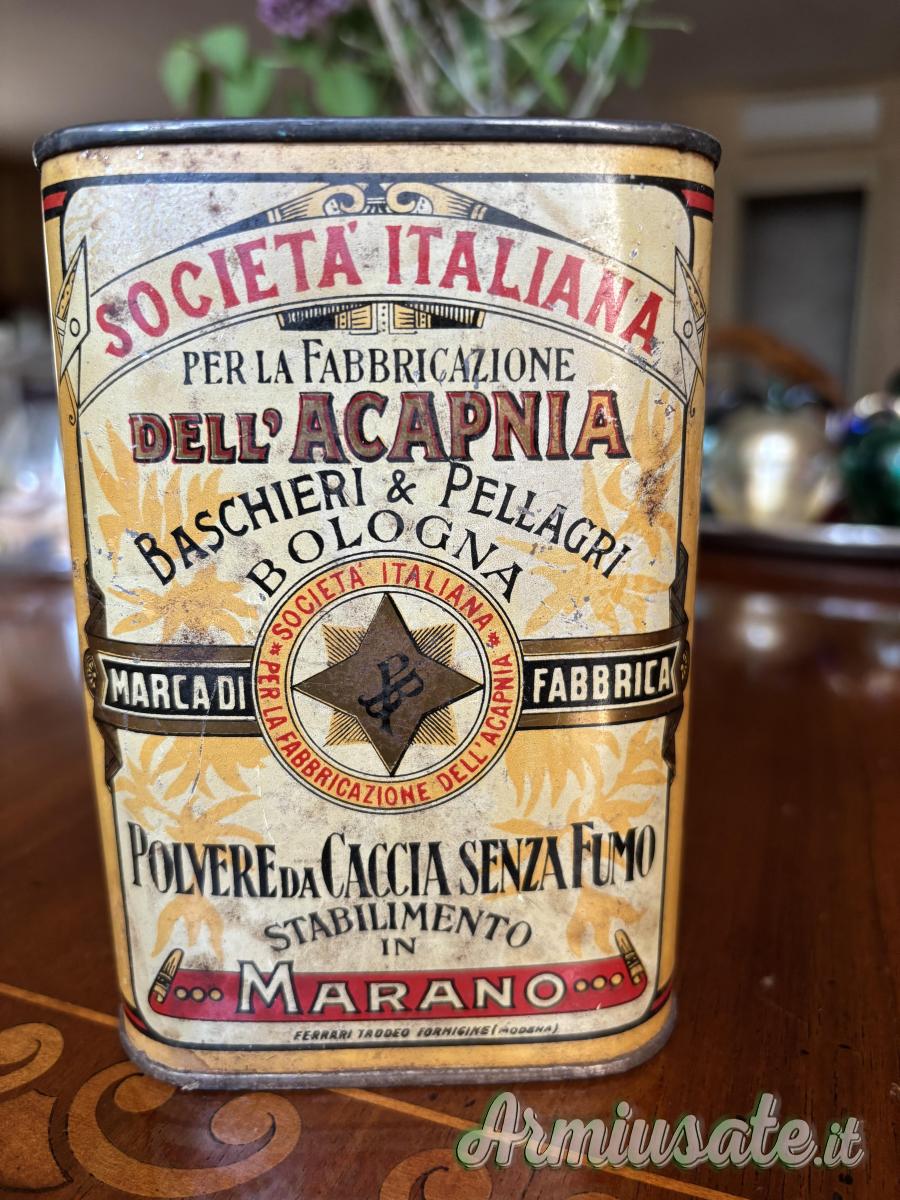 SOCIETA' ITALIANA
PER LA FABBRICAZIONE
DELL'ACAPNIA
BASCHIERI & PELLAGRI
BOLOGNA
* SOCIETA' ITALIANA *
PER LA FABBRICAZIONE DELL'ACAPNIA
MARCA DI FABBRICA
POLVERE DA CACCIA SENZA FUMO
STABILIMENTO
IN
MARANO
FERRARI TADDEO FORMIGINE (MODENA)
Armiusate.it